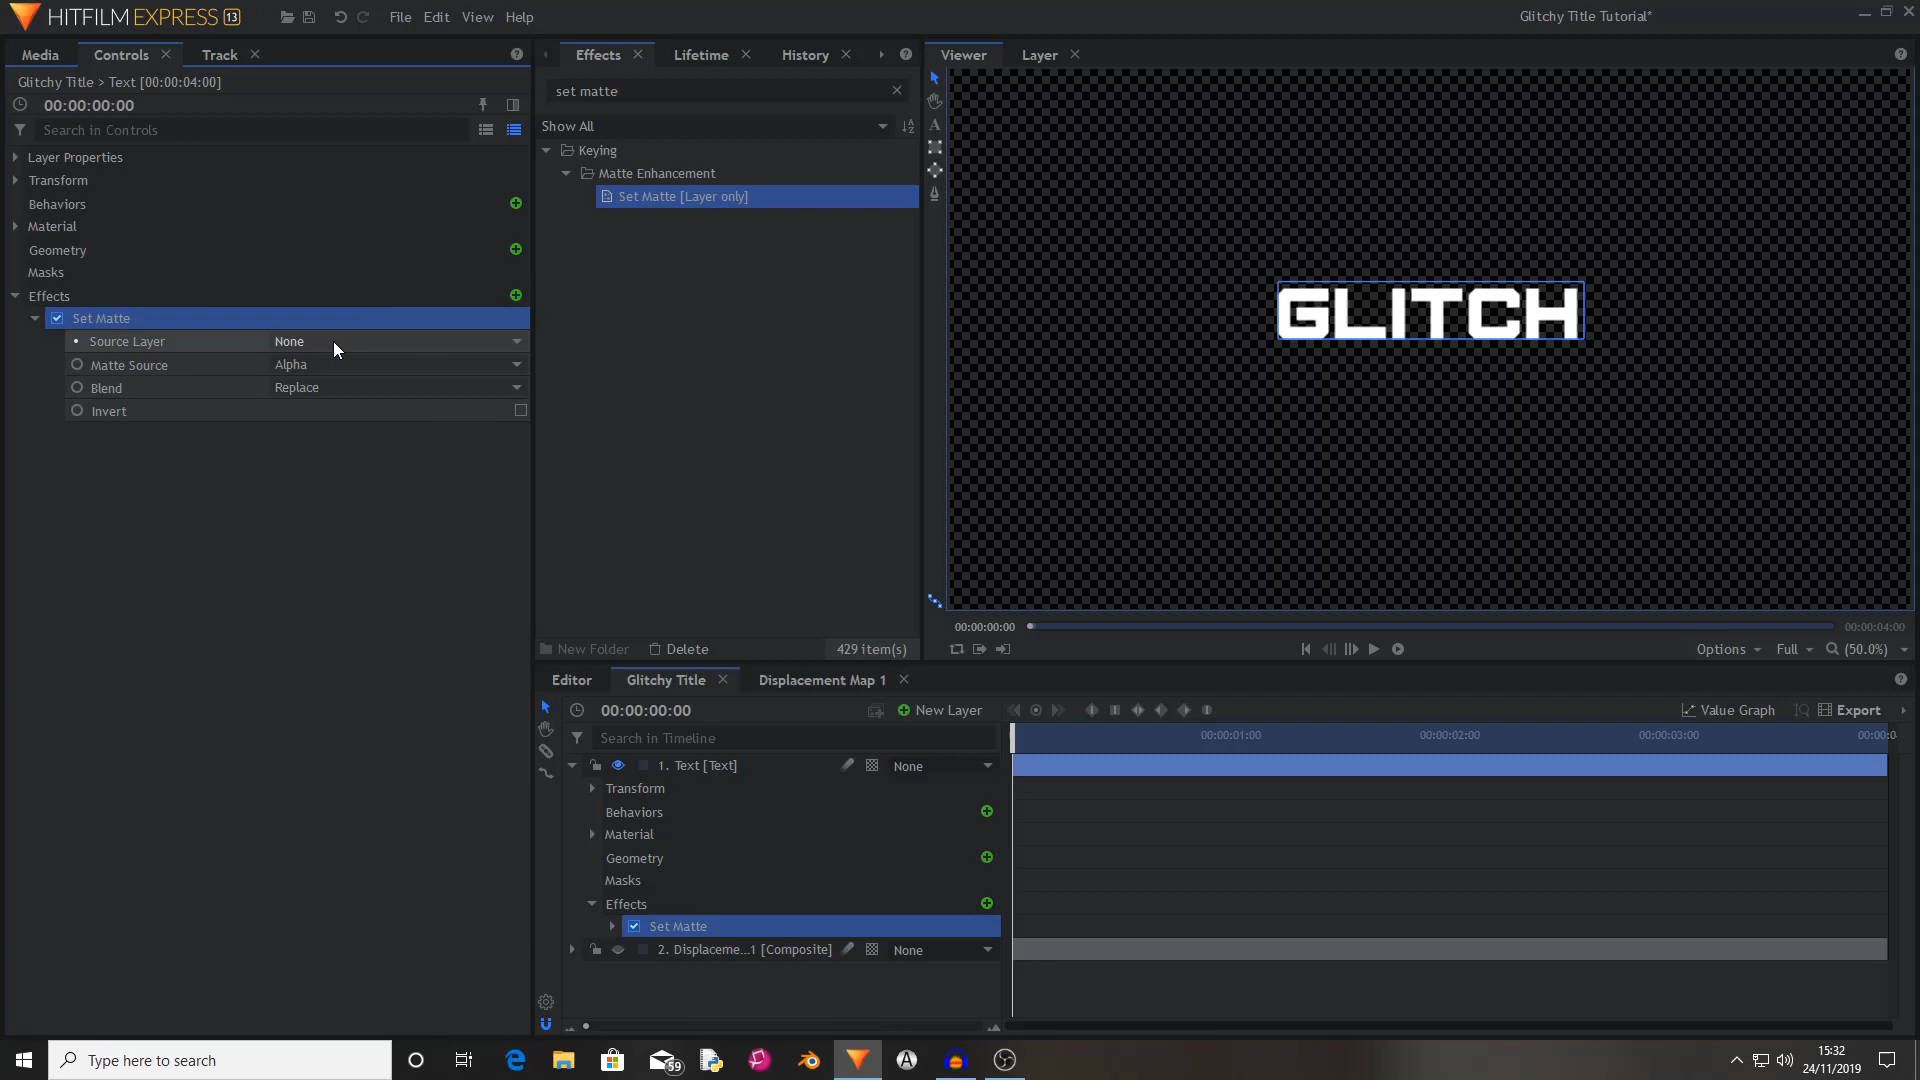 HITFILM EXPRESS 13
File Edit View Help
Glitchy Title Tutorial*
Media Controls Track
Glitchy Title > Text [00:00:04:00]
00:00:00:00
Search in Controls
Layer Properties
Transform
Behaviors
Material
Geometry
Masks
Effects
Set Matte
Source Layer None
Matte Source Alpha
Blend Replace
Invert
Effects Lifetime History
set matte
Show All
Keying
Matte Enhancement
Set Matte [Layer only]
New Folder Delete 429 item(s)
Viewer Layer
GLITCH
00:00:00:00 00:00:04:00
Options Full (50.0%)
Editor Glitchy Title Displacement Map 1
00:00:00:00 New Layer Value Graph Export
Search in Timeline
00:00:01:00 00:00:02:00 00:00:03:00 00:00:0
1. Text [Text] None
Transform
Behaviors
Material
Geometry
Masks
Effects
Set Matte
2. Displaceme...1 [Composite] None
Type here to search
59
15:32
24/11/2019